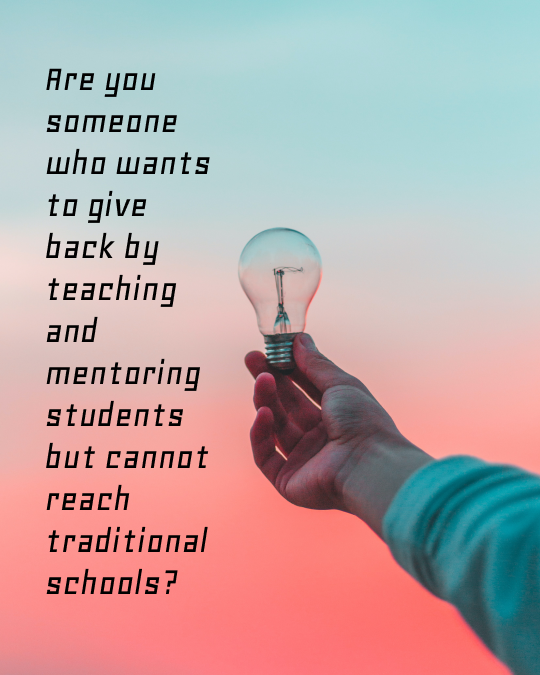 Are you
someone
who wants
to give
back by
teaching
and
mentoring
students
but cannot
reach
traditional
schools?